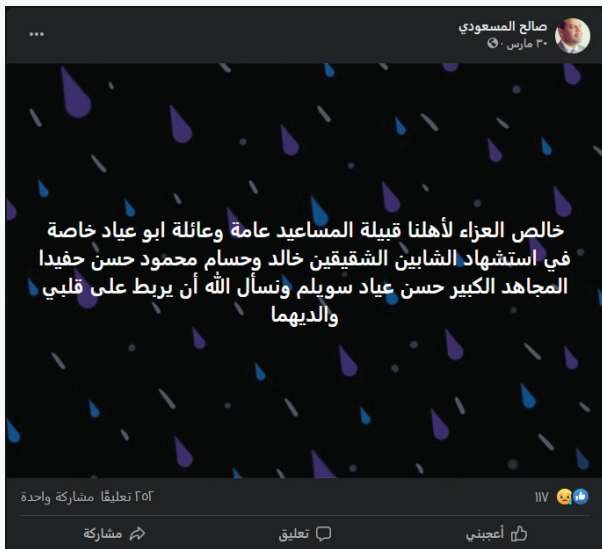 صالح المسعودي
٣٠ مارس ·
خالص العزاء لأهلنا قبيلة المساعيد عامة وعائلة ابو عياد خاصة
في استشهاد الشابين الشقيقين خالد وحسام محمود حسن حفيدا
المجاهد الكبير حسن عياد سويلم ونسأل الله أن يربط على قلبي
والديهما
١١٧
٢٥٢ تعليقًا مشاركة واحدة
أعجبني
تعليق
مشاركة